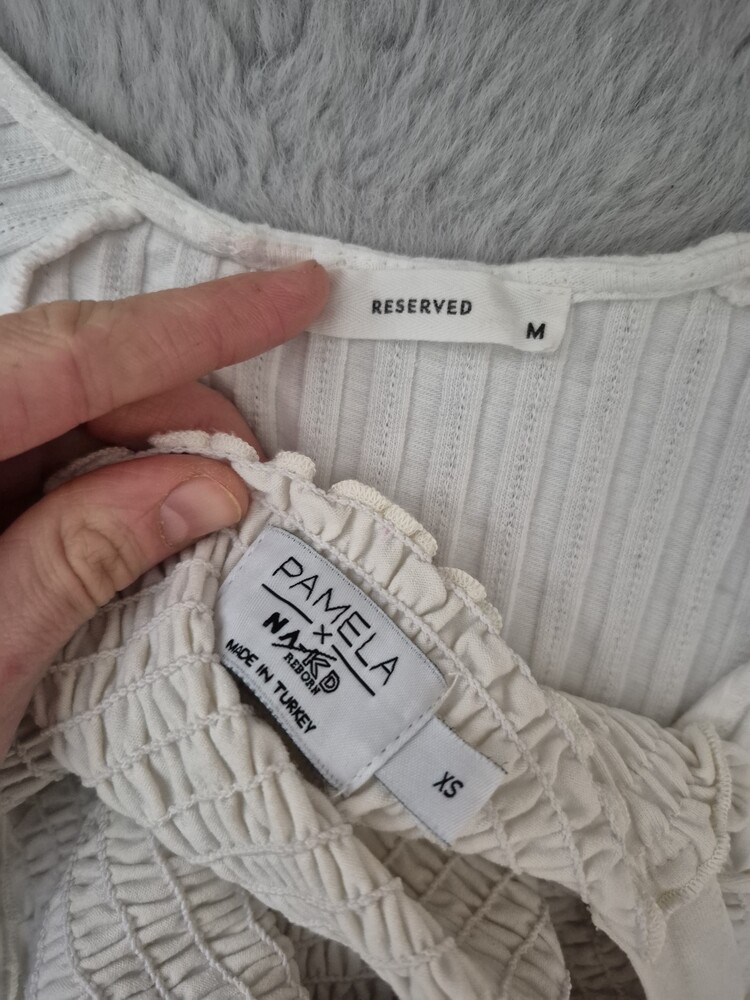 RESERVED
M
PAMELA
×
NA-KD
REBORN
MADE IN TURKEY
XS